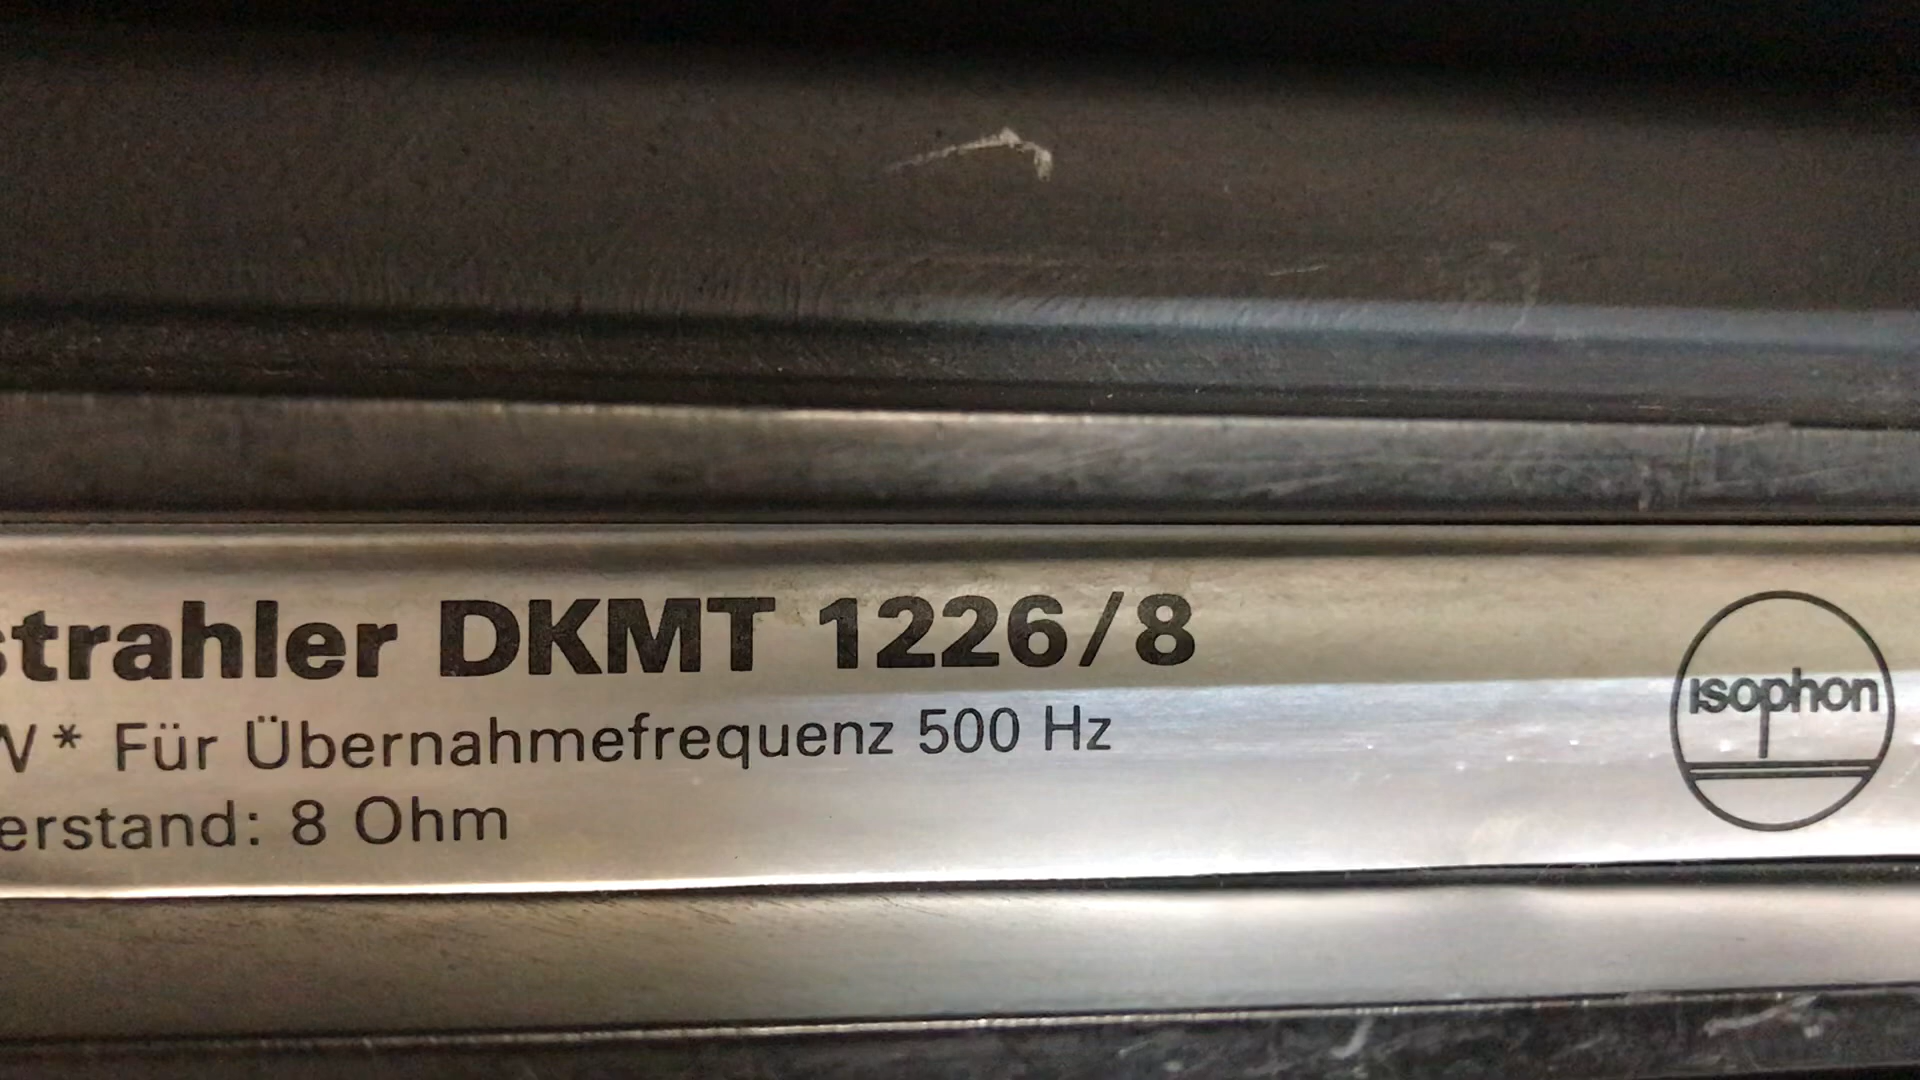 strahler DKMT 1226/8
W* Für Übernahmefrequenz 500 Hz
erstand: 8 Ohm
isophon